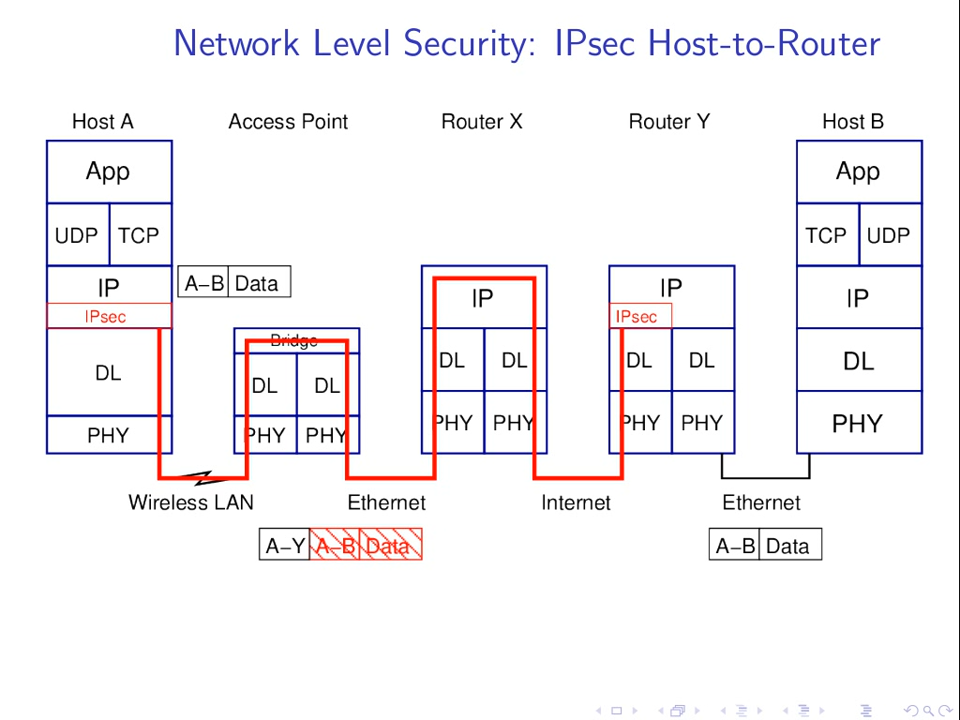 Network Level Security: IPsec Host-to-Router
Host A Access Point Router X Router Y Host B
App App
UDP TCP TCP UDP
IP A–B Data IP IP IP
IPsec IPsec
Bridge
DL DL DL DL DL DL DL DL
PHY PHY PHY PHY PHY PHY PHY PHY
Wireless LAN Ethernet Internet Ethernet
A–Y A–B Data A–B Data